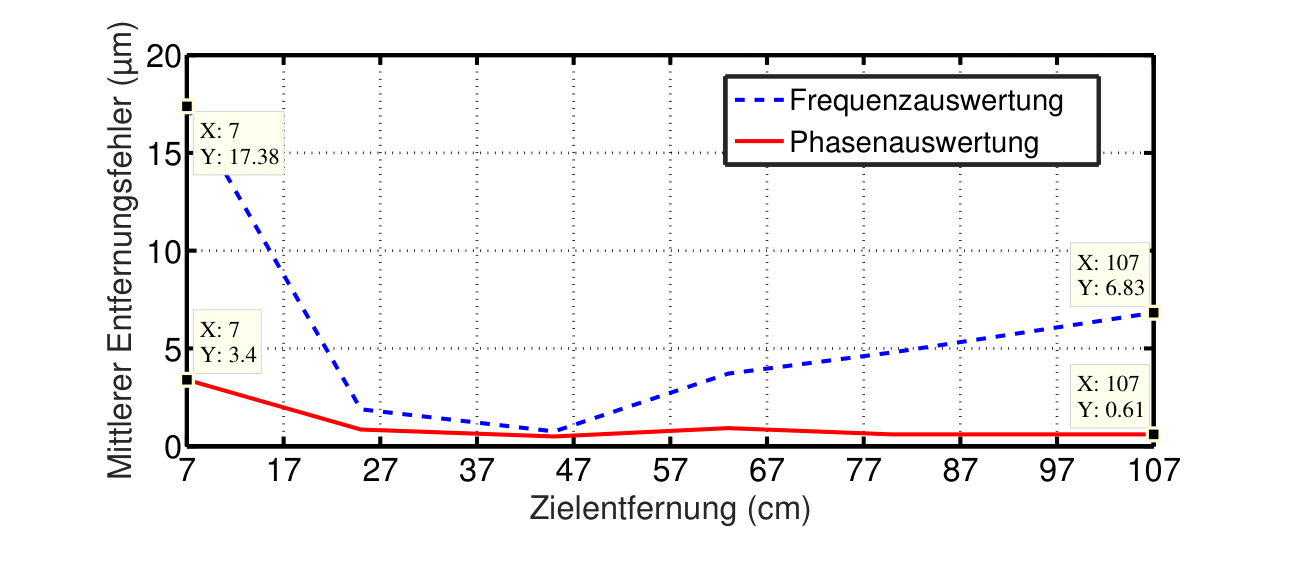 Mittlerer Entfernungsfehler (µm)
20
15
10
5
0
X: 7
Y: 17.38
X: 7
Y: 3.4
Frequenzauswertung
Phasenauswertung
X: 107
Y: 6.83
X: 107
Y: 0.61
7 17 27 37 47 57 67 77 87 97 107
Zielentfernung (cm)